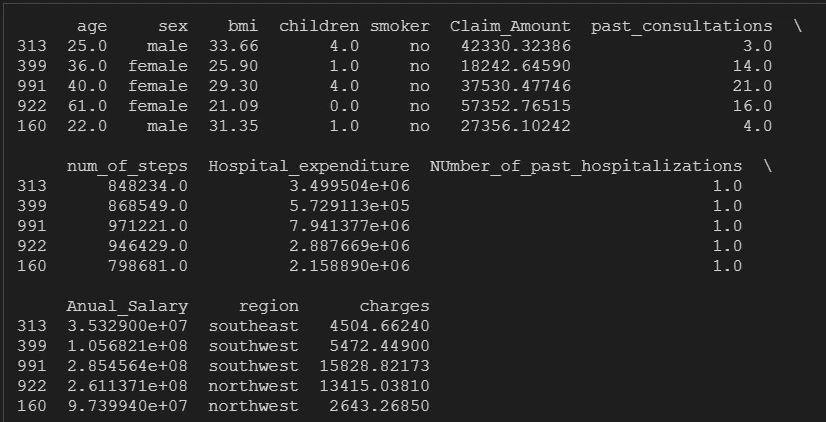 age sex bmi children smoker Claim_Amount past_consultations \
313 25.0 male 33.66 4.0 no 42330.32386 3.0
399 36.0 female 25.90 1.0 no 18242.64590 14.0
991 40.0 female 29.30 4.0 no 37530.47746 21.0
922 61.0 female 21.09 0.0 no 57352.76515 16.0
160 22.0 male 31.35 1.0 no 27356.10242 4.0
num_of_steps Hospital_expenditure NUmber_of_past_hospitalizations \
313 848234.0 3.499504e+06 1.0
399 868549.0 5.729113e+05 1.0
991 971221.0 7.941377e+06 1.0
922 946429.0 2.887669e+06 1.0
160 798681.0 2.158890e+06 1.0
Anual_Salary region charges
313 3.532900e+07 southeast 4504.66240
399 1.056821e+08 southwest 5472.44900
991 2.854564e+08 southwest 15828.82173
922 2.611371e+08 northwest 13415.03810
160 9.739940e+07 northwest 2643.26850